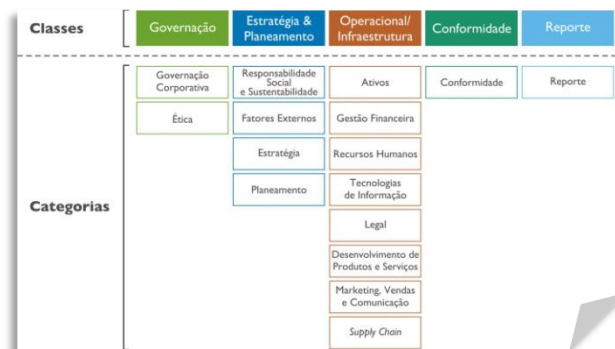 Classes
Governação
Estratégia &
Planeamento
Operacional/
Infraestrutura
Conformidade
Reporte
Categorias
Governação
Corporativa
Responsabilidade
Social
e Sustentabilidade
Ativos
Conformidade
Reporte
Ética
Fatores Externos
Gestão Financeira
Estratégia
Recursos Humanos
Planeamento
Tecnologias
de Informação
Legal
Desenvolvimento de
Produtos e Serviços
Marketing, Vendas
e Comunicação
Supply Chain